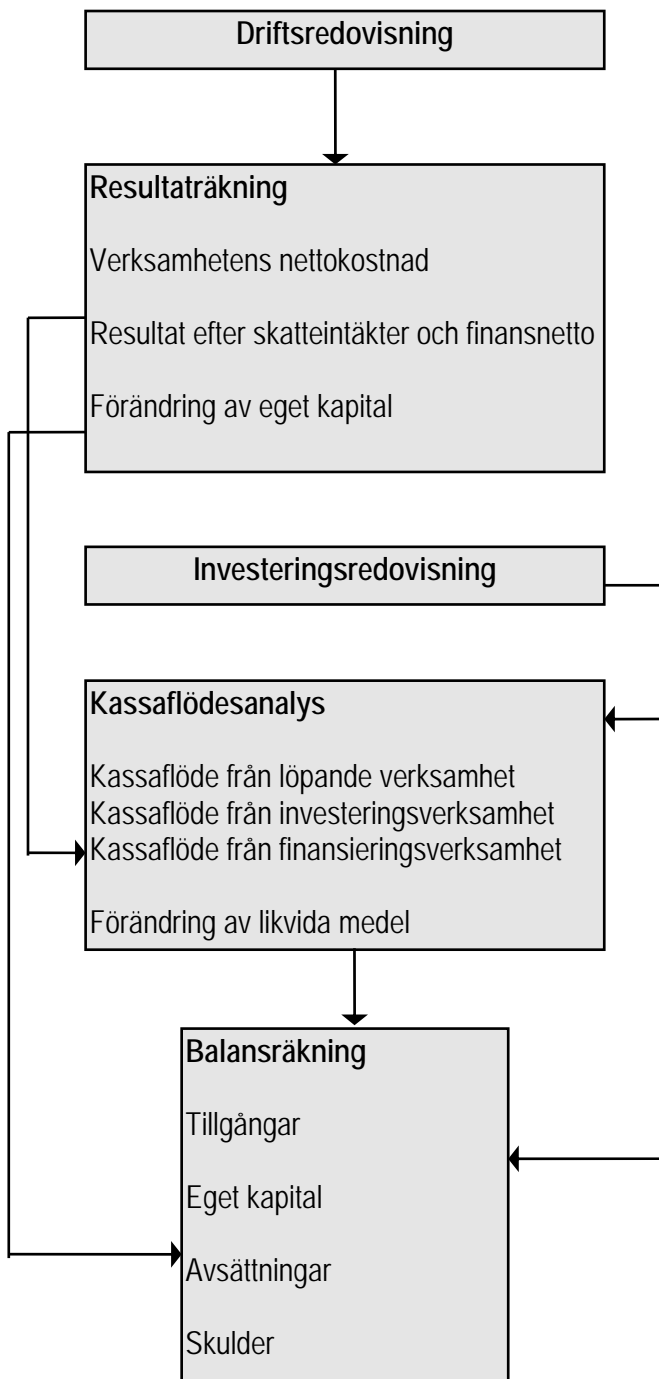 Driftsredovisning
Resultaträkning
Verksamhetens nettokostnad
Resultat efter skatteintäkter och finansnetto
Förändring av eget kapital
Investeringsredovisning
Kassaflödesanalys
Kassaflöde från löpande verksamhet
Kassaflöde från investeringsverksamhet
Kassaflöde från finansieringsverksamhet
Förändring av likvida medel
Balansräkning
Tillgångar
Eget kapital
Avsättningar
Skulder